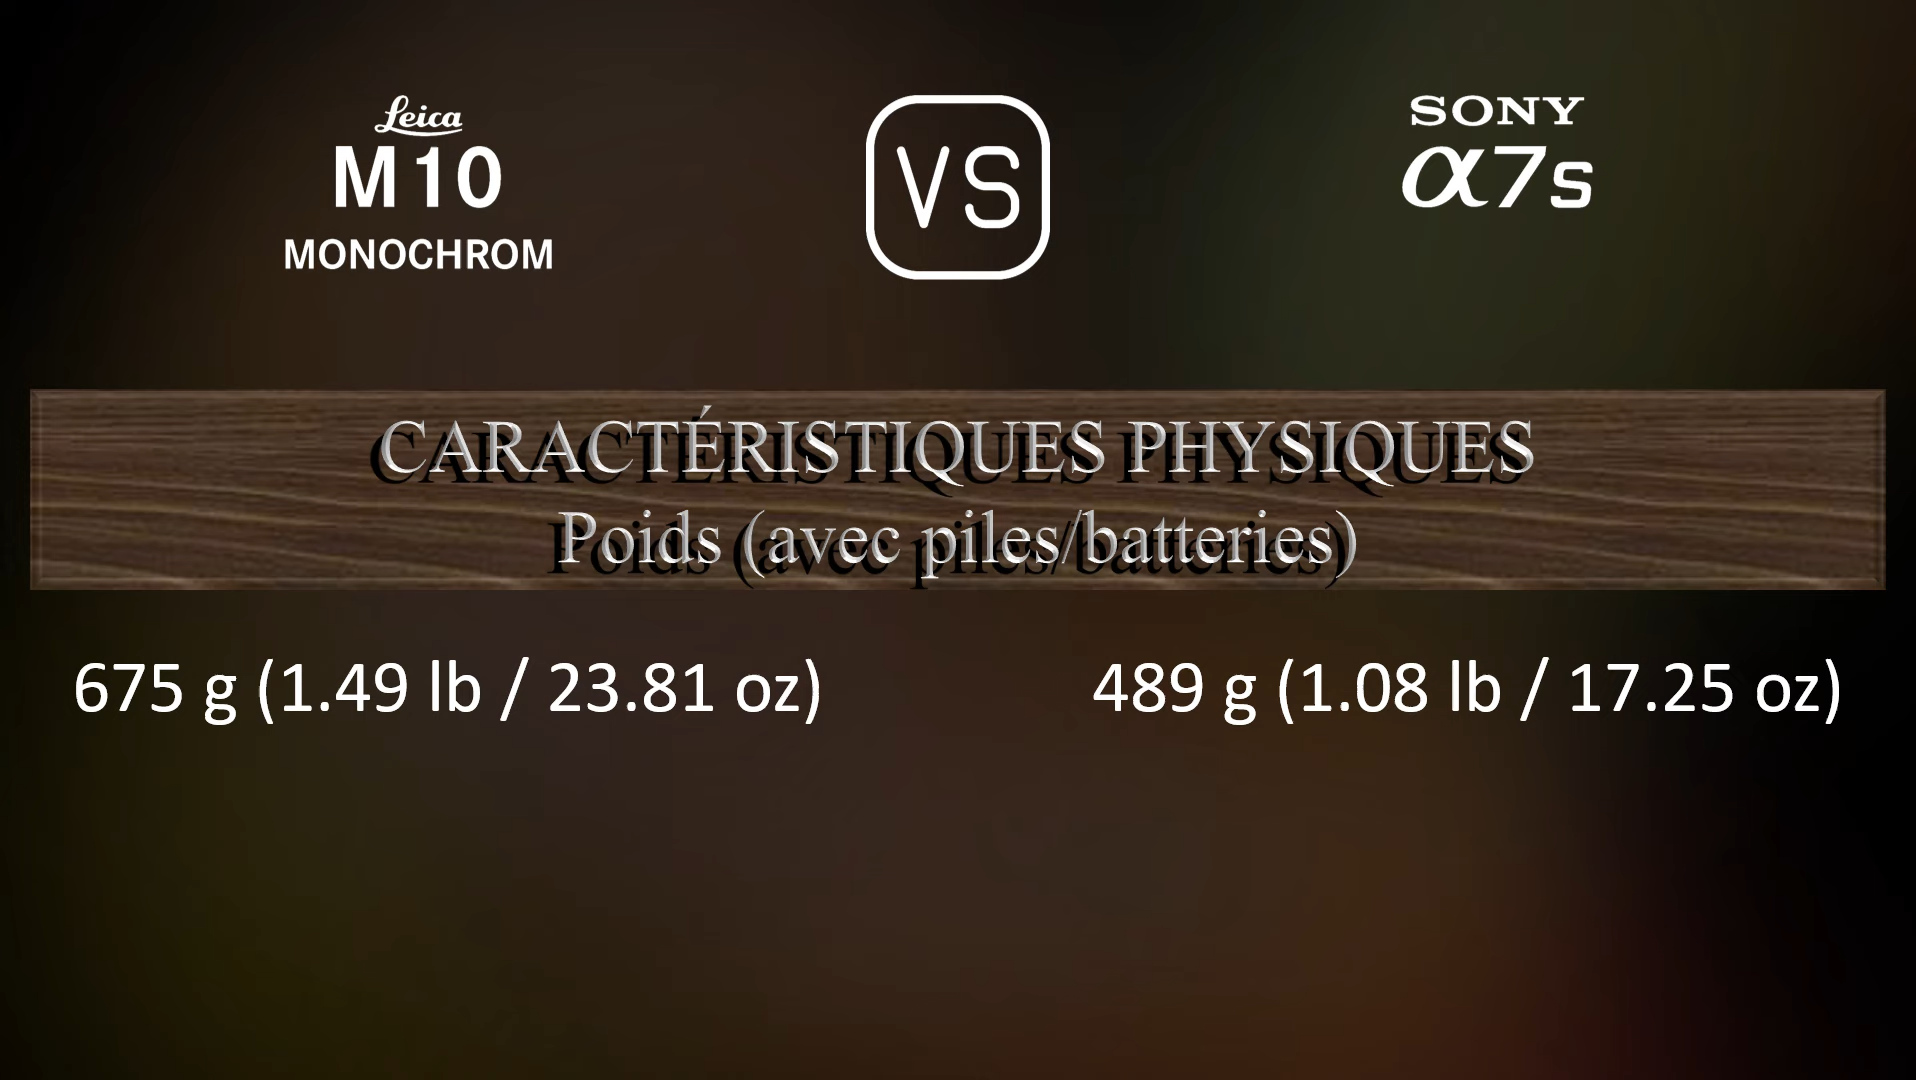 Leica
M10
MONOCHROM
VS
SONY
α7s
CARACTÉRISTIQUES PHYSIQUES
Poids (avec piles/batteries)
675 g (1.49 lb / 23.81 oz)
489 g (1.08 lb / 17.25 oz)